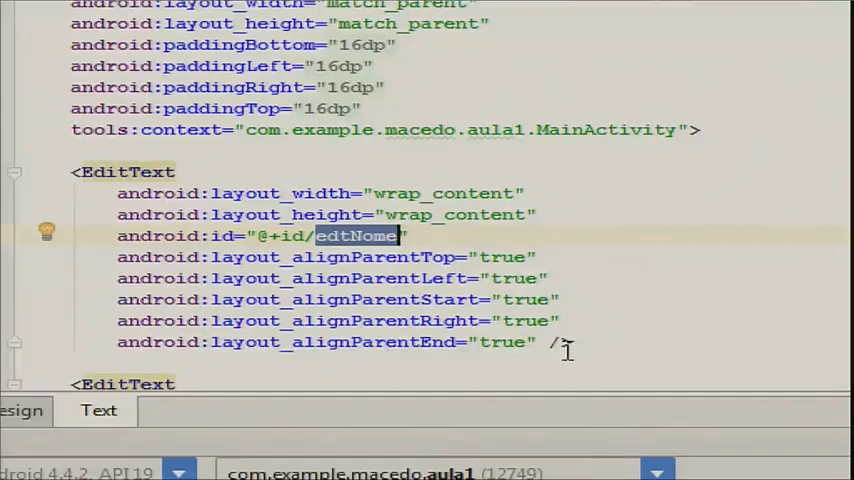 android:layout_width="match_parent"
android:layout_height="match_parent"
android:paddingBottom="16dp"
android:paddingLeft="16dp"
android:paddingRight="16dp"
android:paddingTop="16dp"
tools:context="com.example.macedo.aula1.MainActivity">
<EditText
android:layout_width="wrap_content"
android:layout_height="wrap_content"
android:id="@+id/edtNome"
android:layout_alignParentTop="true"
android:layout_alignParentLeft="true"
android:layout_alignParentStart="true"
android:layout_alignParentRight="true"
android:layout_alignParentEnd="true" />
<EditText
esign Text
droid 4.4.2, API 19 com.example.macedo.aula1 (12749)